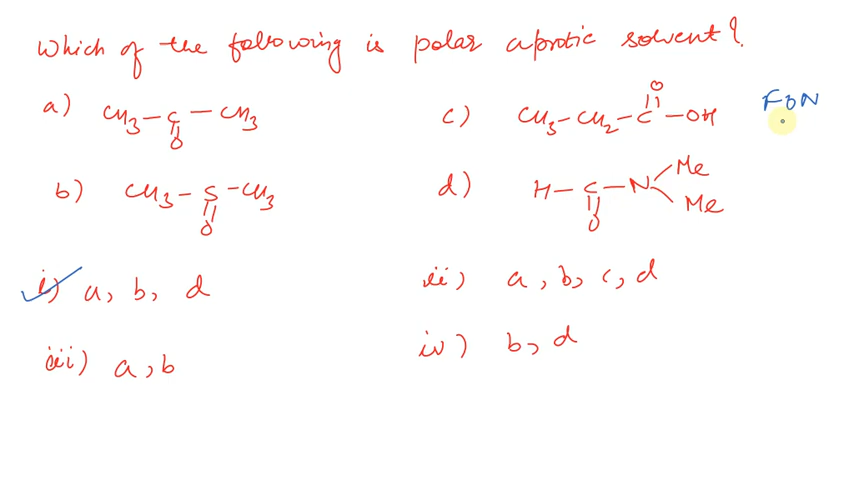 Which of the following is polar aprotic solvent?
a) CH3-C-CH3
O
b) CH3-S-CH3
O
O
c) CH3-CH2-C-OH
FON
Me
d) H-C-N
Me
O
i) a, b, d
ii) a, b, c, d
iii) a, b
iv) b, d